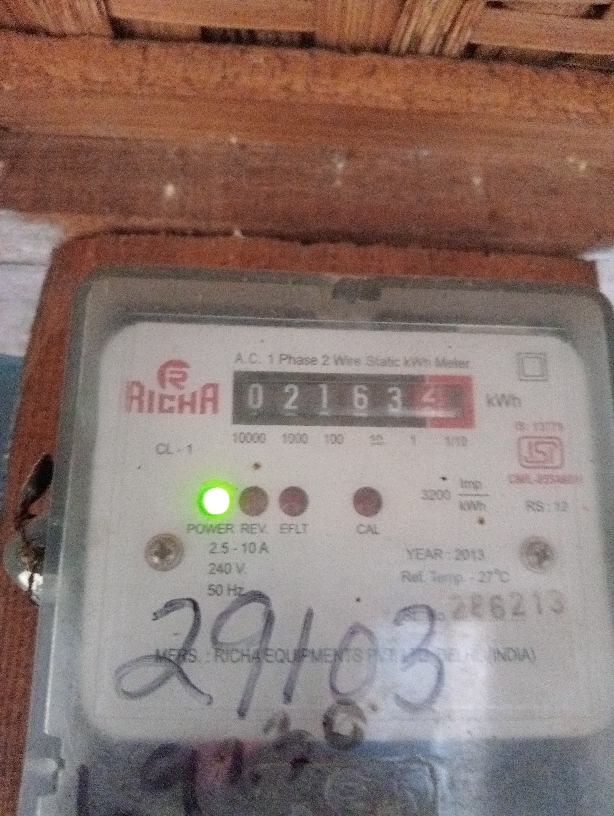 A.C. 1 Phase 2 Wire Static kWh Meter
RICHA
0 2 1 6 3 kWh
10000 1000 100 10 1 1/10
IS: 13779
CL - 1
ISI
3200 Imp/kWh
RS : 12
POWER REV. EFLT CAL
2.5 - 10 A
240 V.
50 Hz
YEAR : 2013
Ref. Temp. - 27°C
286213
MFRS. : RICHA EQUIPMENTS PVT. LTD. DELHI (INDIA)
29103